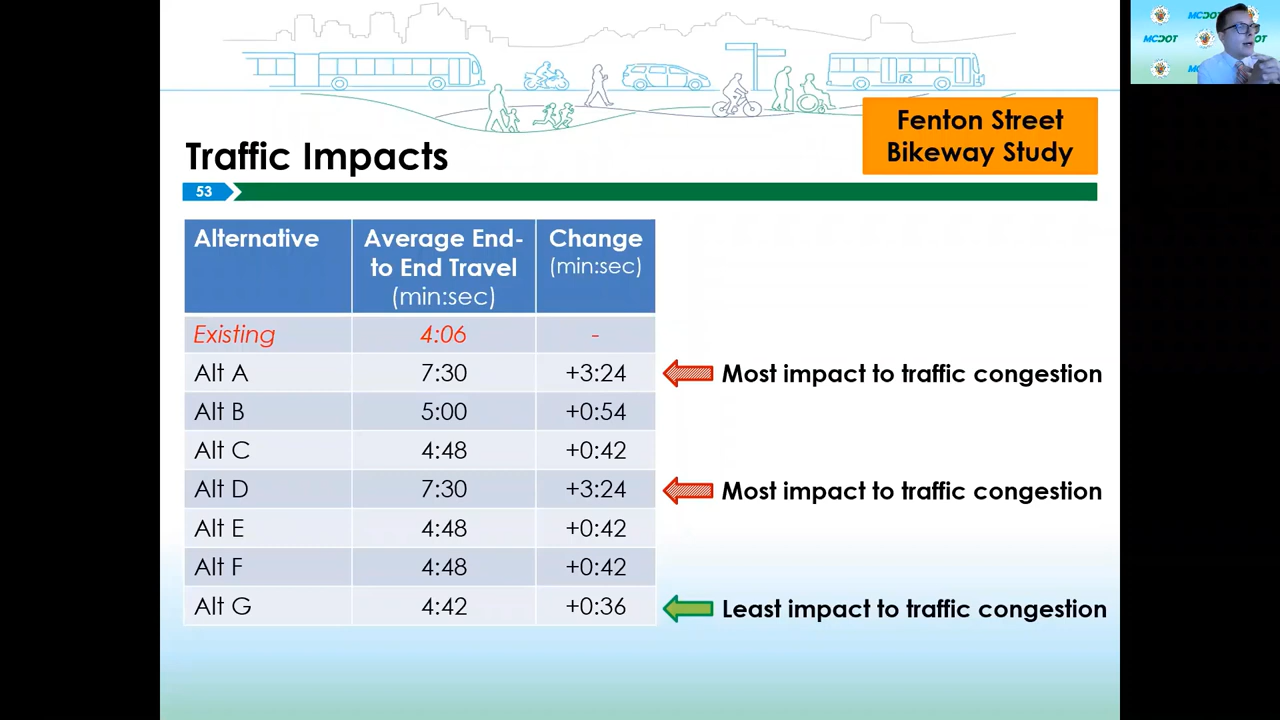 MCDOT
MCDOT
Fenton Street
Bikeway Study
Traffic Impacts
53
Alternative Average End- Change
to End Travel (min:sec)
(min:sec)
Existing 4:06 -
Alt A 7:30 +3:24 Most impact to traffic congestion
Alt B 5:00 +0:54
Alt C 4:48 +0:42
Alt D 7:30 +3:24 Most impact to traffic congestion
Alt E 4:48 +0:42
Alt F 4:48 +0:42
Alt G 4:42 +0:36 Least impact to traffic congestion